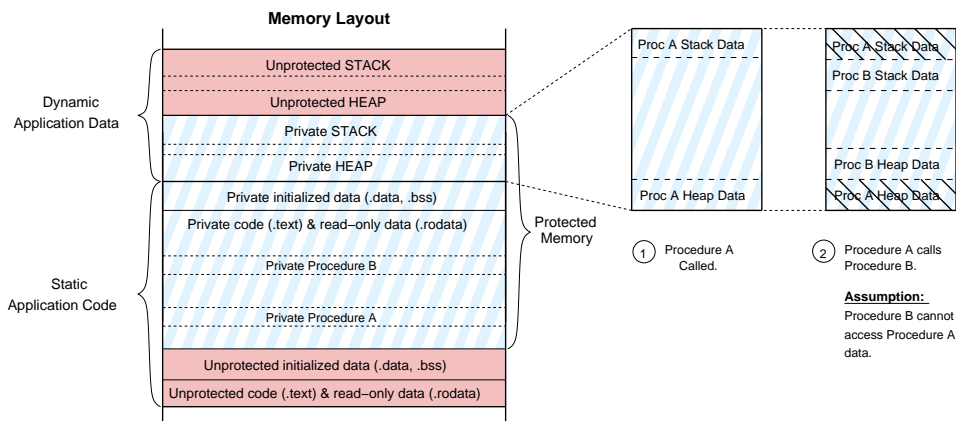 Memory Layout
Unprotected STACK
Unprotected HEAP
Private STACK
Private HEAP
Private initialized data (.data, .bss)
Private code (.text) & read−only data (.rodata)
Private Procedure B
Private Procedure A
Unprotected initialized data (.data, .bss)
Unprotected code (.text) & read−only data (.rodata)
Dynamic
Application Data
Static
Application Code
Protected
Memory
Proc A Stack Data
Proc A Heap Data
1 Procedure A
Called.
Proc A Stack Data
Proc B Stack Data
Proc B Heap Data
Proc A Heap Data
2 Procedure A calls
Procedure B.
Assumption:
Procedure B cannot
access Procedure A
data.